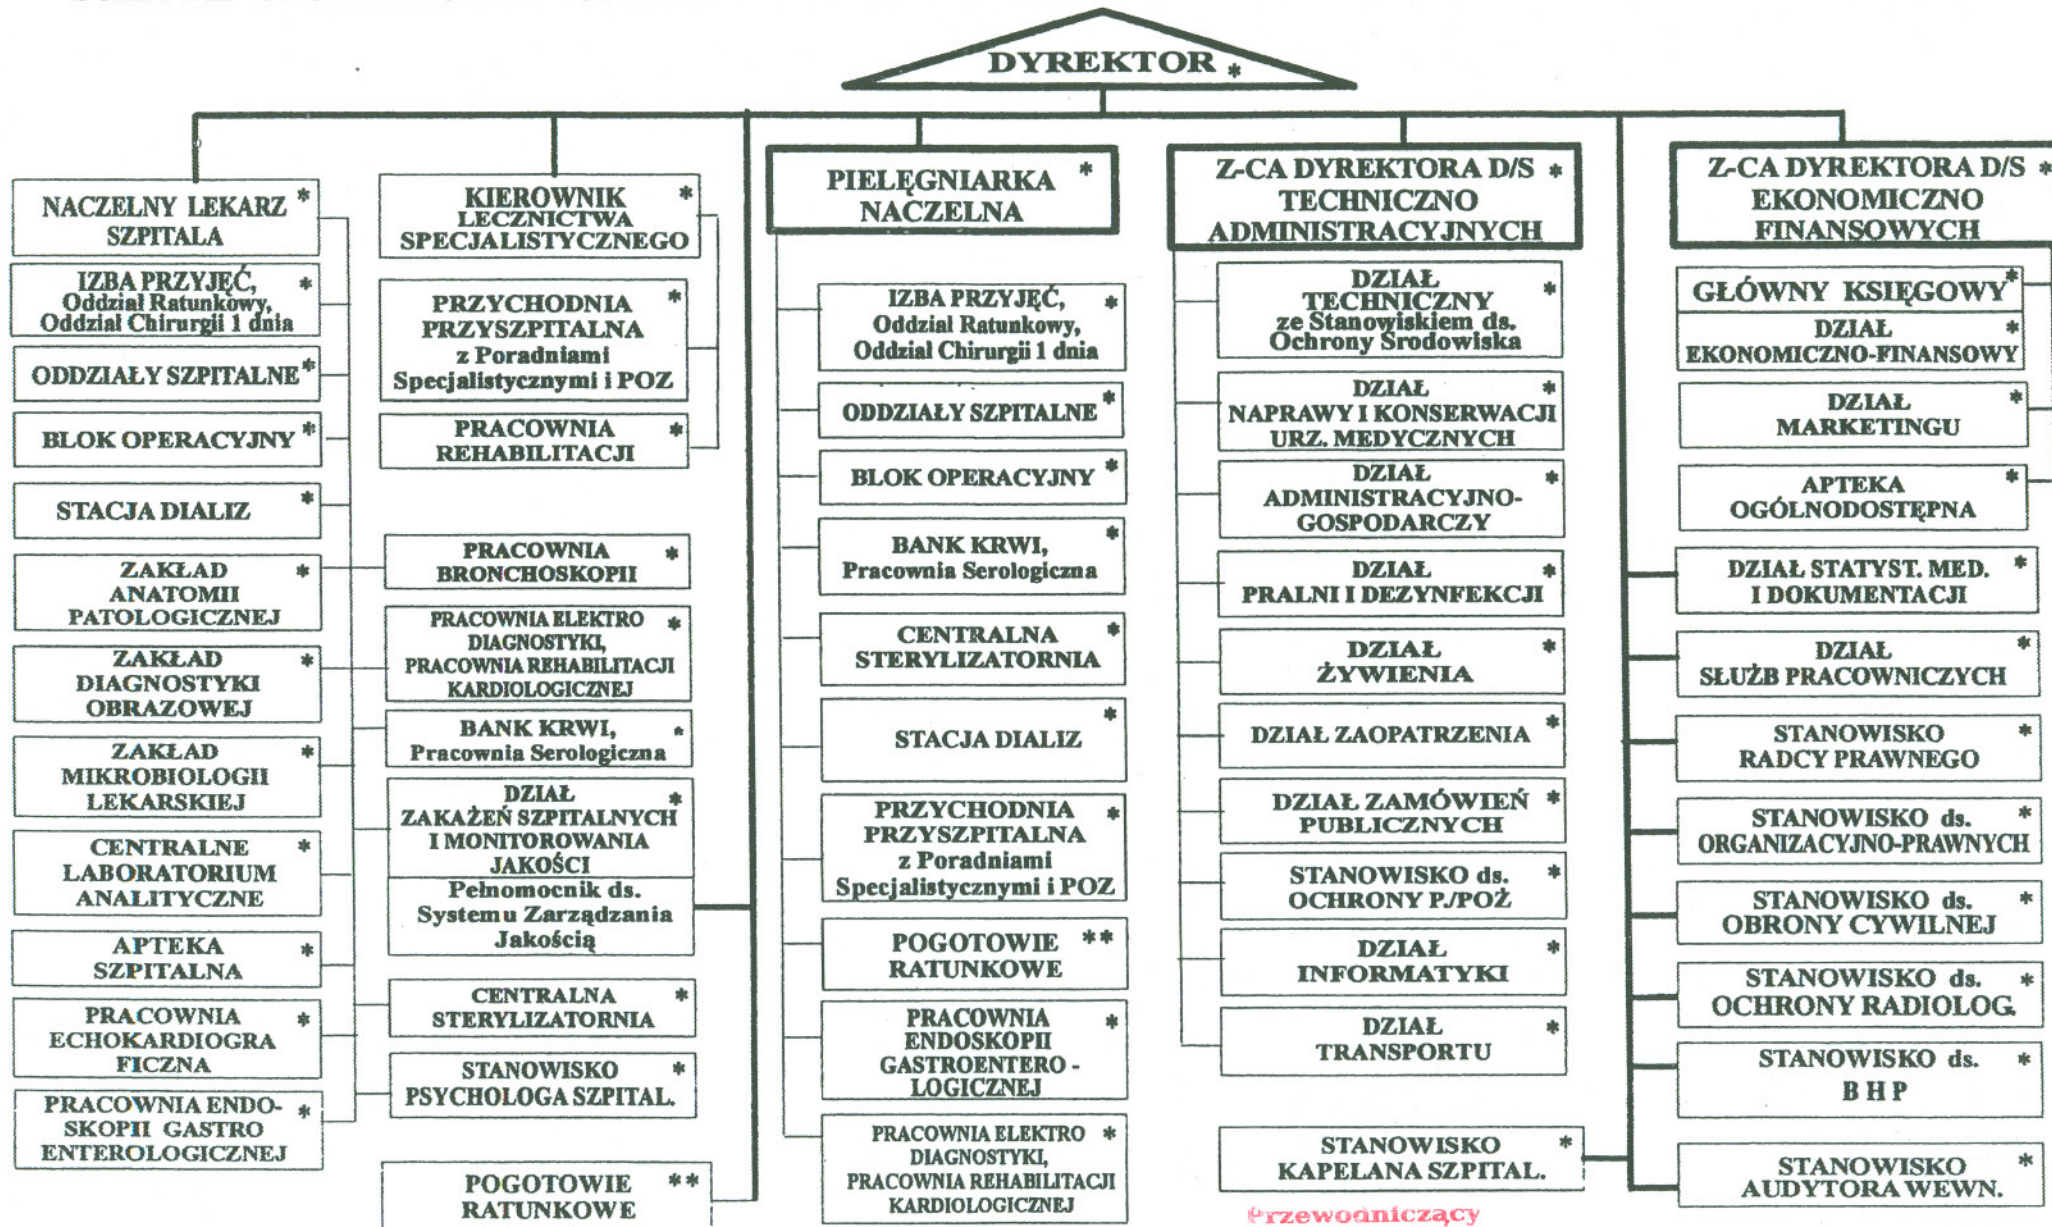 DYREKTOR *
NACZELNY LEKARZ *
SZPITALA
IZBA PRZYJĘĆ, *
Oddział Ratunkowy,
Oddział Chirurgii 1 dnia
ODDZIAŁY SZPITALNE *
BLOK OPERACYJNY *
STACJA DIALIZ *
ZAKŁAD *
ANATOMII
PATOLOGICZNEJ
ZAKŁAD *
DIAGNOSTYKI
OBRAZOWEJ
ZAKŁAD *
MIKROBIOLOGII
LEKARSKIEJ
CENTRALNE *
LABORATORIUM
ANALITYCZNE
APTEKA *
SZPITALNA
PRACOWNIA *
ECHOKARDIOGRA
FICZNA
PRACOWNIA ENDO- *
SKOPII GASTRO
ENTEROLOGICZNEJ
KIEROWNIK *
LECZNICTWA
SPECJALISTYCZNEGO
PRZYCHODNIA *
PRZYSZPITALNA
z Poradniami
Specjalistycznymi i POZ
PRACOWNIA *
REHABILITACJI
PRACOWNIA *
BRONCHOSKOPII
PRACOWNIA ELEKTRO *
DIAGNOSTYKI,
PRACOWNIA REHABILITACJI
KARDIOLOGICZNEJ
BANK KRWI, *
Pracownia Serologiczna
DZIAŁ *
ZAKAŻEŃ SZPITALNYCH
I MONITOROWANIA
JAKOŚCI
Pełnomocnik ds.
Systemu Zarządzania
Jakością
CENTRALNA *
STERYLIZATORNIA
STANOWISKO *
PSYCHOLOGA SZPITAL.
POGOTOWIE **
RATUNKOWE
PIELĘGNIARKA *
NACZELNA
IZBA PRZYJĘĆ, *
Oddział Ratunkowy,
Oddział Chirurgii 1 dnia
ODDZIAŁY SZPITALNE *
BLOK OPERACYJNY *
BANK KRWI, *
Pracownia Serologiczna
CENTRALNA *
STERYLIZATORNIA
STACJA DIALIZ *
PRZYCHODNIA *
PRZYSZPITALNA
z Poradniami
Specjalistycznymi i POZ
POGOTOWIE **
RATUNKOWE
PRACOWNIA *
ENDOSKOPII
GASTROENTERO -
LOGICZNEJ
PRACOWNIA ELEKTRO *
DIAGNOSTYKI,
PRACOWNIA REHABILITACJI
KARDIOLOGICZNEJ
Z-CA DYREKTORA D/S *
TECHNICZNO
ADMINISTRACYJNYCH
DZIAŁ *
TECHNICZNY
ze Stanowiskiem ds.
Ochrony Srodowiska
DZIAŁ *
NAPRAWY I KONSERWACJI
URZ. MEDYCZNYCH
DZIAŁ *
ADMINISTRACYJNO-
GOSPODARCZY
DZIAŁ *
PRALNI I DEZYNFEKCJI
DZIAŁ *
ŻYWIENIA
DZIAŁ ZAOPATRZENIA *
DZIAŁ ZAMÓWIEŃ *
PUBLICZNYCH
STANOWISKO ds. *
OCHRONY P./POŻ
DZIAŁ *
INFORMATYKI
DZIAŁ *
TRANSPORTU
STANOWISKO *
KAPELANA SZPITAL.
Przewodniczący
Z-CA DYREKTORA D/S *
EKONOMICZNO
FINANSOWYCH
GŁÓWNY KSIĘGOWY *
DZIAŁ *
EKONOMICZNO-FINANSOWY
DZIAŁ *
MARKETINGU
APTEKA *
OGÓLNODOSTĘPNA
DZIAŁ STATYST. MED. *
I DOKUMENTACJI
DZIAŁ *
SŁUŻB PRACOWNICZYCH
STANOWISKO *
RADCY PRAWNEGO
STANOWISKO ds. *
ORGANIZACYJNO-PRAWNYCH
STANOWISKO ds. *
OBRONY CYWILNEJ
STANOWISKO ds. *
OCHRONY RADIOLOG.
STANOWISKO ds. *
B H P
STANOWISKO *
AUDYTORA WEWN.